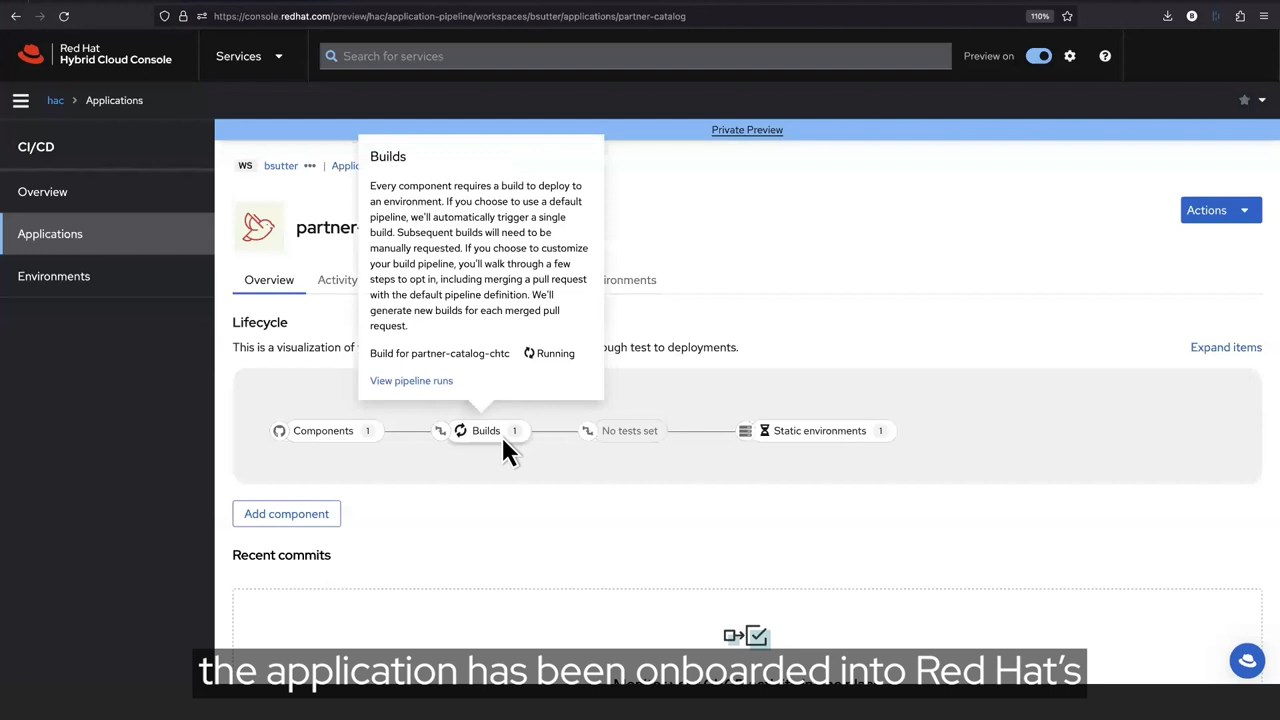 https://console.redhat.com/preview/hac/application-pipeline/workspaces/bsutter/applications/partner-catalog
110%
B
Red Hat
Hybrid Cloud Console
Services
Search for services
Preview on
hac > Applications
Private Preview
CI/CD
Overview
Applications
Environments
WS bsutter ••• | Applic
partner-
Actions
Overview
Activity
ironments
Builds
Every component requires a build to deploy to
an environment. If you choose to use a default
pipeline, we'll automatically trigger a single
build. Subsequent builds will need to be
manually requested. If you choose to customize
your build pipeline, you'll walk through a few
steps to opt in, including merging a pull request
with the default pipeline definition. We'll
generate new builds for each merged pull
request.
Build for partner-catalog-chtc Running
View pipeline runs
Lifecycle
This is a visualization of
ough test to deployments.
Expand items
Components 1
Builds 1
No tests set
Static environments 1
Add component
Recent commits
the application has been onboarded into Red Hat's